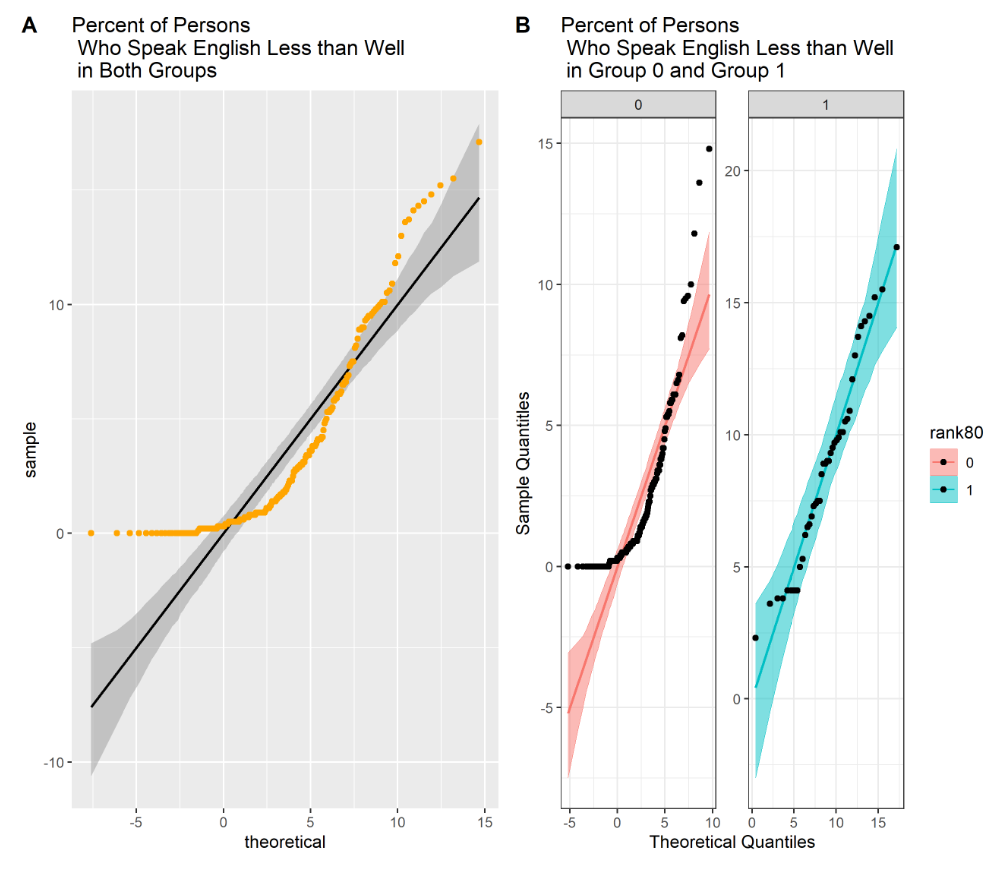 A
Percent of Persons
Who Speak English Less than Well
in Both Groups
sample
10
0
-10
-5
0
5
10
15
theoretical
B
Percent of Persons
Who Speak English Less than Well
in Group 0 and Group 1
0
1
Sample Quantitles
15
10
5
0
-5
20
15
10
5
0
-5
0
5
10
0
5
10
15
Theoretical Quantiles
rank80
0
1